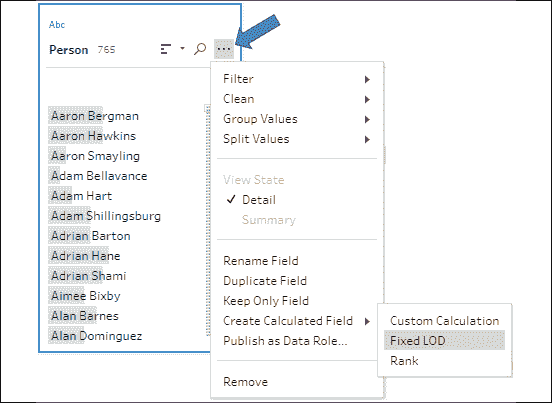 Abc
Person 765
Aaron Bergman
Aaron Hawkins
Aaron Smayling
Adam Bellavance
Adam Hart
Adam Shillingsburg
Adrian Barton
Adrian Hane
Adrian Shami
Aimee Bixby
Alan Barnes
Alan Dominguez
Filter
Clean
Group Values
Split Values
View State
✓ Detail
Summary
Rename Field
Duplicate Field
Keep Only Field
Create Calculated Field
Publish as Data Role...
Remove
Custom Calculation
Fixed LOD
Rank